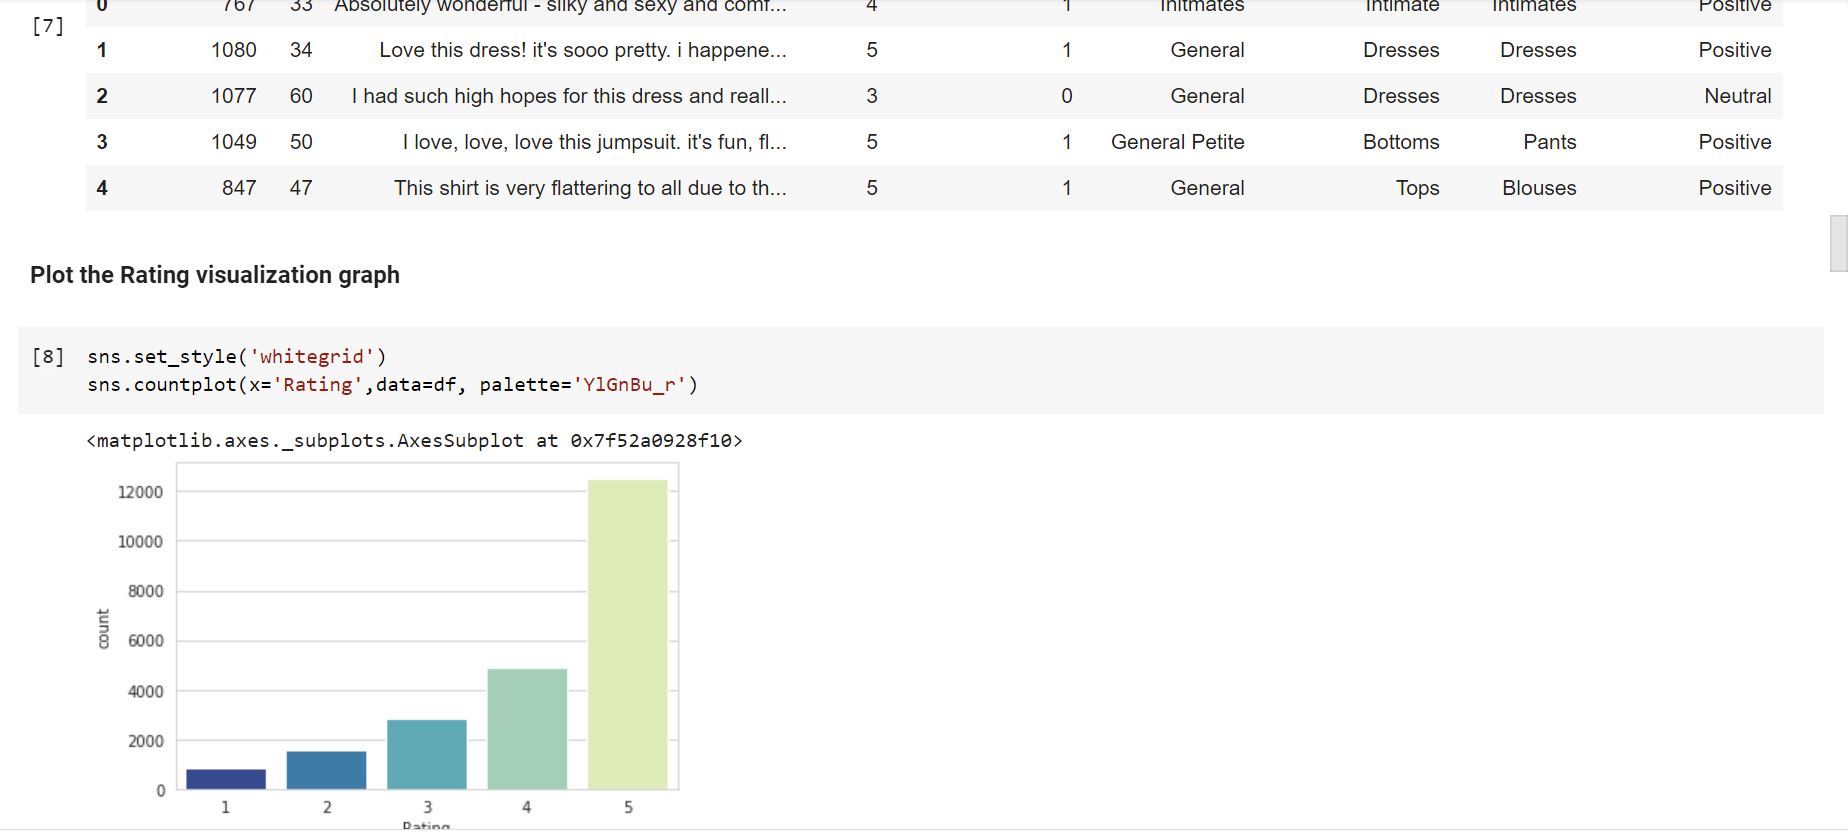 0 767 33 Absolutely wonderful - silky and sexy and comf... 4 1 Initmates Intimate Intimates Positive
[7]
1 1080 34 Love this dress! it's sooo pretty. i happene... 5 1 General Dresses Dresses Positive
2 1077 60 I had such high hopes for this dress and reall... 3 0 General Dresses Dresses Neutral
3 1049 50 I love, love, love this jumpsuit. it's fun, fl... 5 1 General Petite Bottoms Pants Positive
4 847 47 This shirt is very flattering to all due to th... 5 1 General Tops Blouses Positive
Plot the Rating visualization graph
[8] sns.set_style('whitegrid')
sns.countplot(x='Rating',data=df, palette='YlGnBu_r')
<matplotlib.axes._subplots.AxesSubplot at 0x7f52a0928f10>
12000
10000
8000
count
6000
4000
2000
0
1 2 3 4 5
Rating